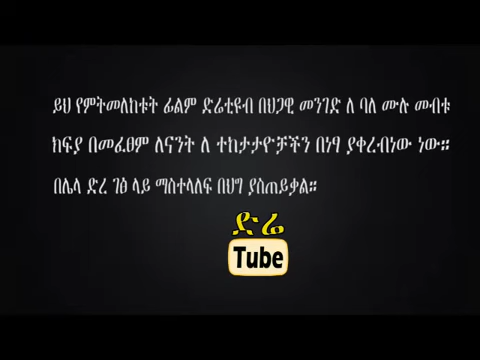 ይህ የምትመለከቱት ፊልም ድሬቲዩብ በህጋዊ መንገድ ለ ባለ ሙሉ መብቱ
ክፍያ በመፈፀም ለናንት ለ ተከታታዮቻችን በነፃ ያቀረብነው ነው።
በሌላ ድረ ገፅ ላይ ማስተላለፍ በህግ ያስጠይቃል።
ድሬ
Tube